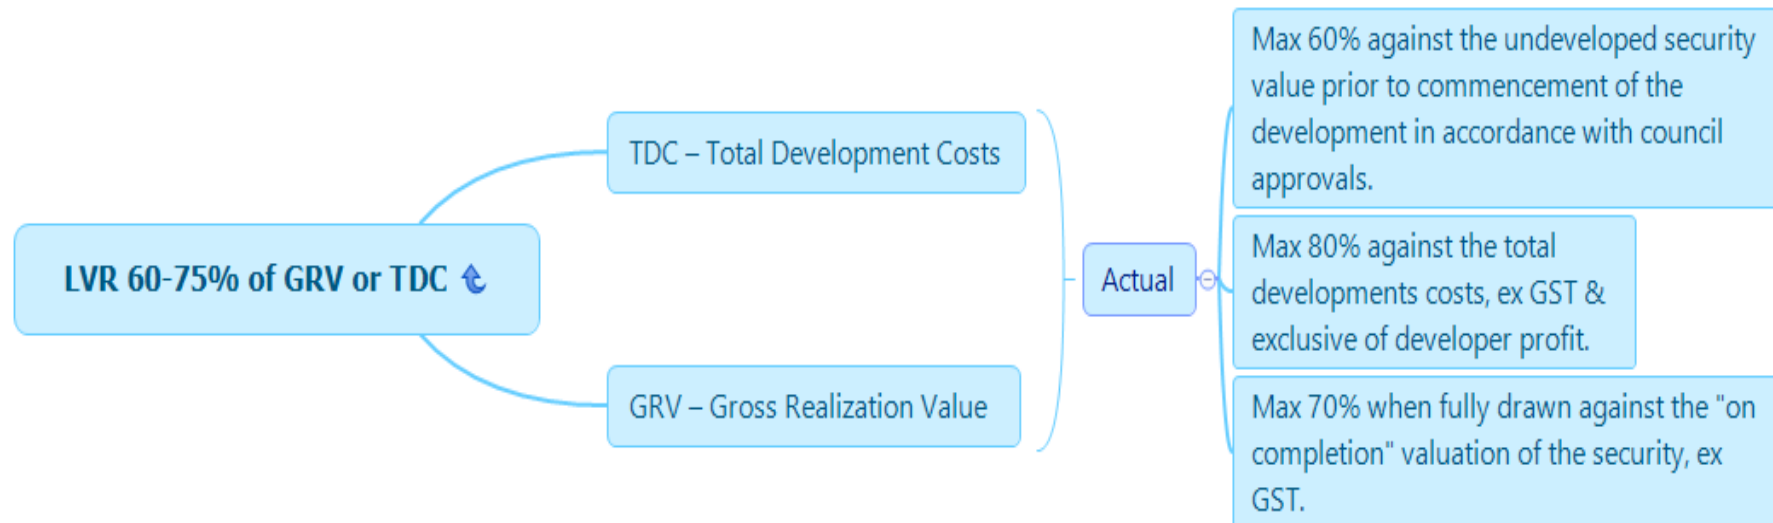 LVR 60-75% of GRV or TDC
TDC – Total Development Costs
GRV – Gross Realization Value
Actual
Max 60% against the undeveloped security
value prior to commencement of the
development in accordance with council
approvals.
Max 80% against the total
developments costs, ex GST &
exclusive of developer profit.
Max 70% when fully drawn against the "on
completion" valuation of the security, ex
GST.